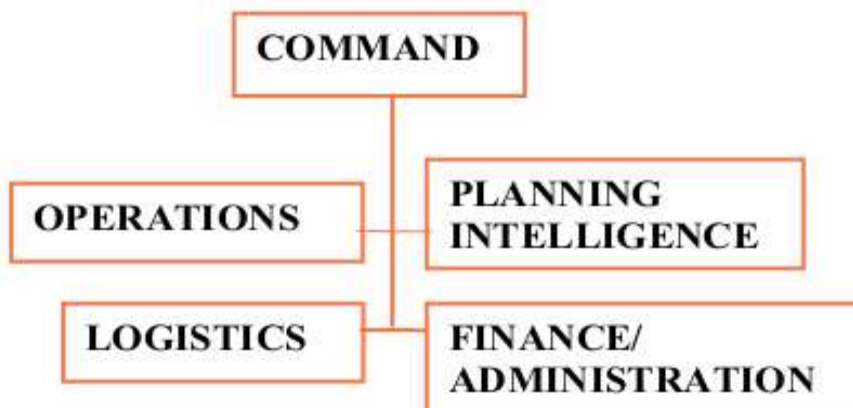 COMMAND
OPERATIONS
PLANNING
INTELLIGENCE
LOGISTICS
FINANCE/
ADMINISTRATION